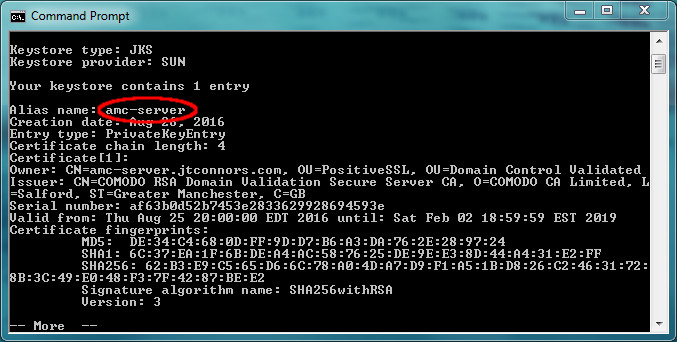 Command Prompt
Keystore type: JKS
Keystore provider: SUN
Your keystore contains 1 entry
Alias name: amc-server
Creation date: Aug 26, 2016
Entry type: PrivateKeyEntry
Certificate chain length: 4
Certificate[1]:
Owner: CN=amc-server.jtconnors.com, OU=PositiveSSL, OU=Domain Control Validated
Issuer: CN=COMODO RSA Domain Validation Secure Server CA, O=COMODO CA Limited, L
=Salford, ST=Greater Manchester, C=GB
Serial number: af63b0d52b7453e2833629928694593e
Valid from: Thu Aug 25 20:00:00 EDT 2016 until: Sat Feb 02 18:59:59 EST 2019
Certificate fingerprints:
MD5: DE:34:C4:68:0D:FF:9D:D7:B6:A3:DA:76:2E:28:97:24
SHA1: 6C:37:EA:1F:6B:DE:A4:AC:58:76:25:DE:9E:E3:8D:44:A4:31:E2:FF
SHA256: 62:B3:E9:C5:65:D6:6C:78:A0:4D:A7:D9:F1:A5:1B:D8:26:C2:46:31:72:
8B:3C:49:E0:48:F3:7F:42:87:BE:E2
Signature algorithm name: SHA256withRSA
Version: 3
-- More --